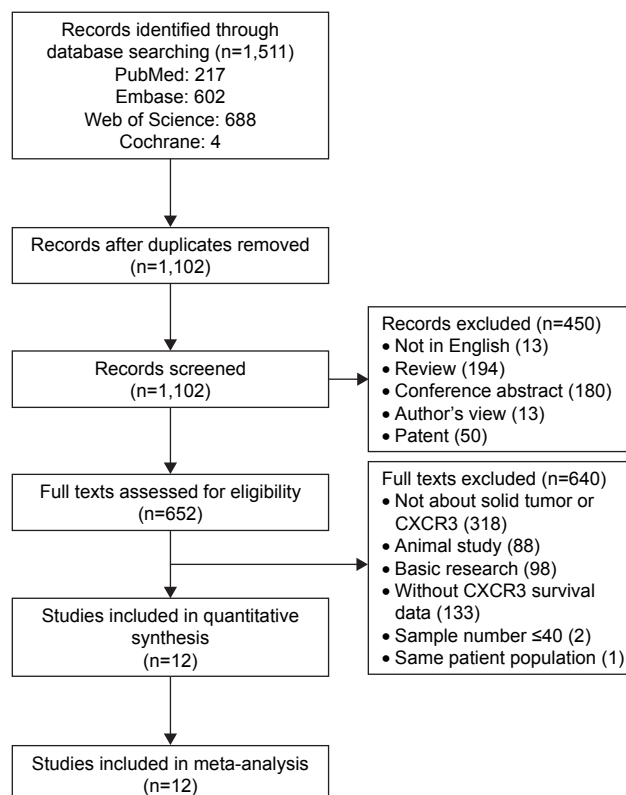 Records identified through
database searching (n=1,511)
PubMed: 217
Embase: 602
Web of Science: 688
Cochrane: 4
Records after duplicates removed
(n=1,102)
Records screened
(n=1,102)
Records excluded (n=450)
• Not in English (13)
• Review (194)
• Conference abstract (180)
• Author's view (13)
• Patent (50)
Full texts assessed for eligibility
(n=652)
Full texts excluded (n=640)
• Not about solid tumor or
CXCR3 (318)
• Animal study (88)
• Basic research (98)
• Without CXCR3 survival
data (133)
• Sample number ≤40 (2)
• Same patient population (1)
Studies included in quantitative
synthesis
(n=12)
Studies included in meta-analysis
(n=12)